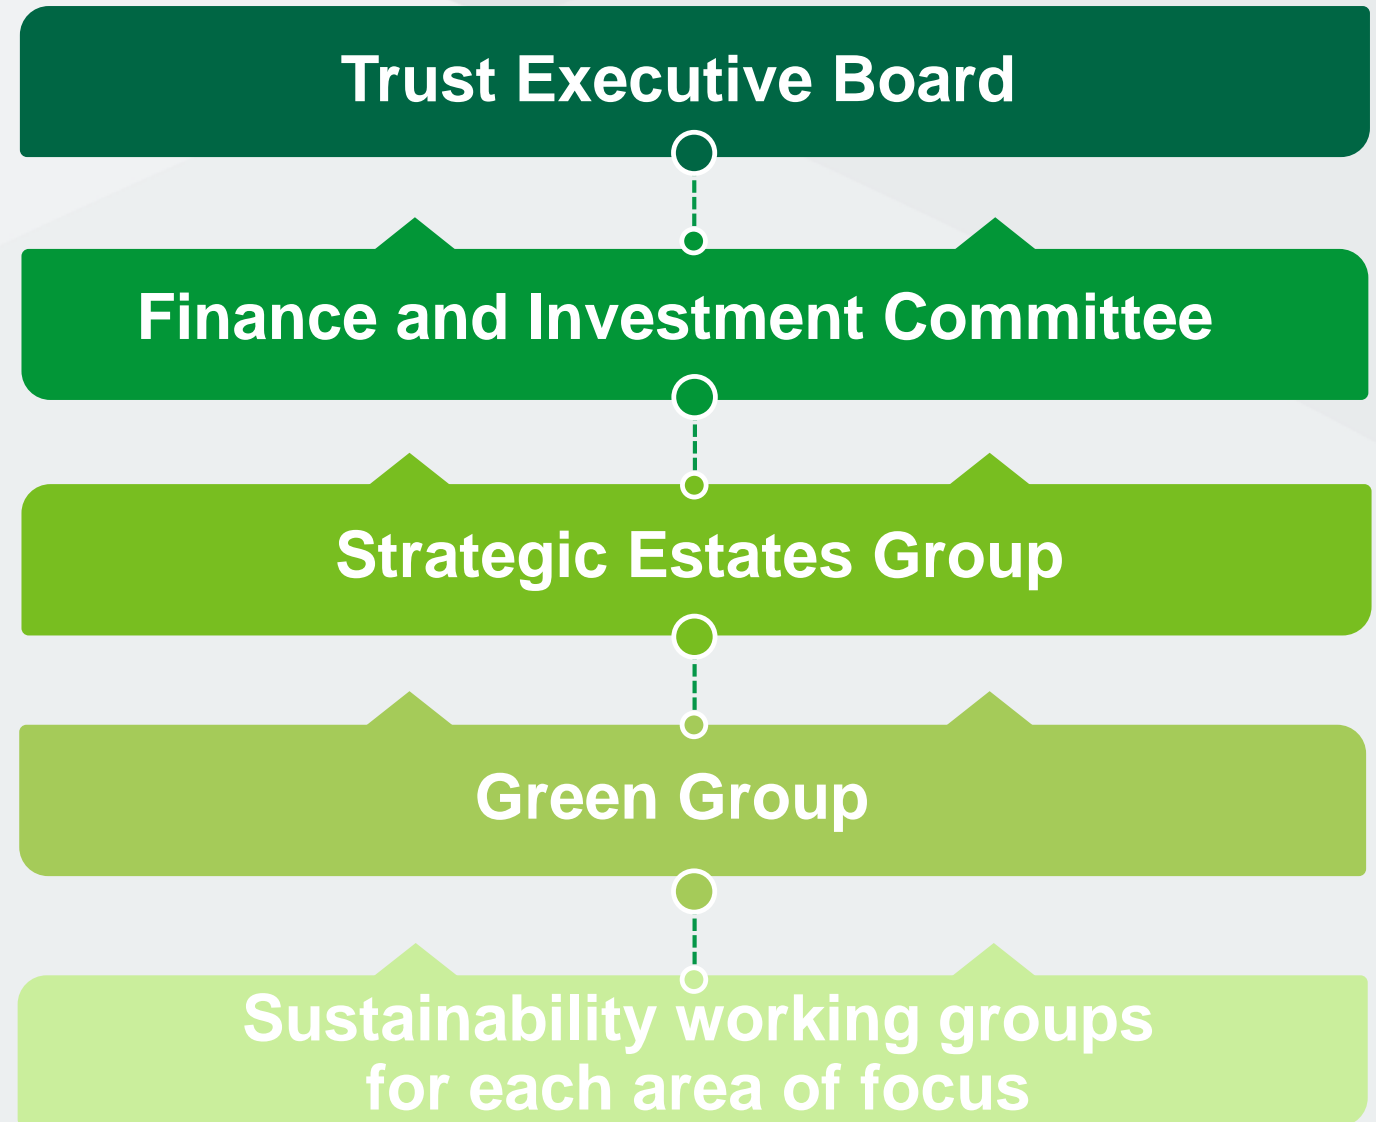 Trust Executive Board
Finance and Investment Committee
Strategic Estates Group
Green Group
Sustainability working groups
for each area of focus